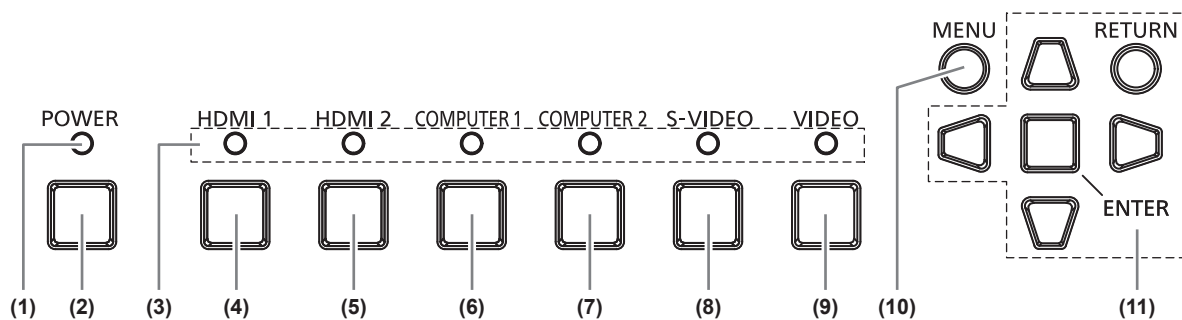 MENU RETURN
POWER HDMI 1 HDMI 2 COMPUTER 1 COMPUTER 2 S-VIDEO VIDEO
ENTER
(1) (2) (3) (4) (5) (6) (7) (8) (9) (10) (11)